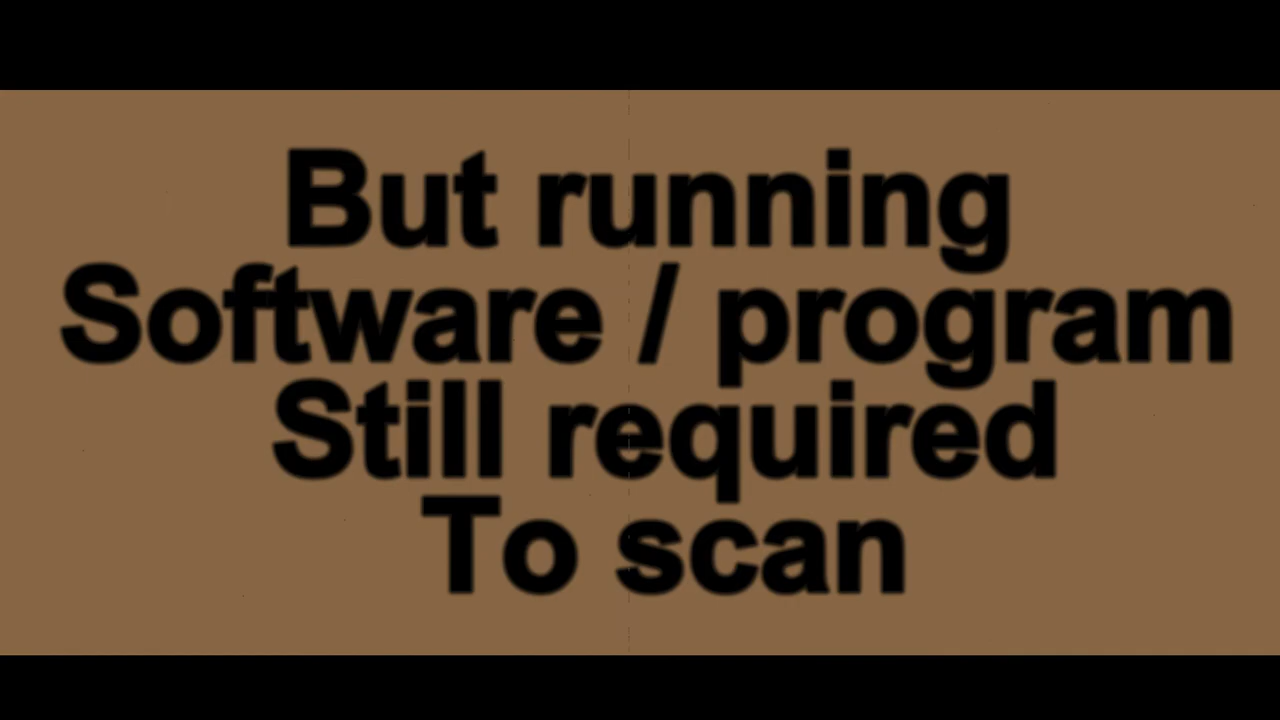 But running
Software / program
Still required
To scan